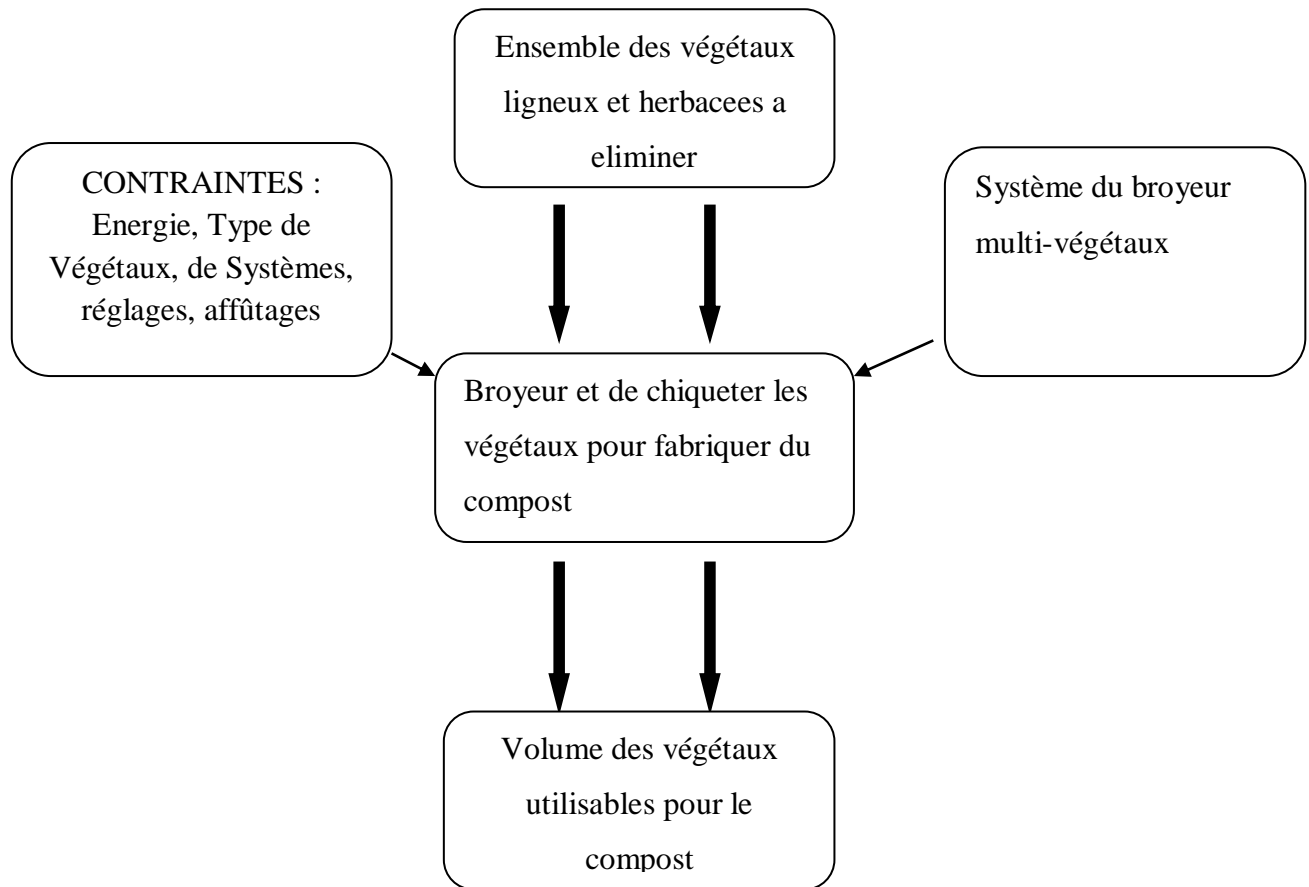 Ensemble des végétaux
ligneux et herbacees a
eliminer
CONTRAINTES :
Energie, Type de
Végétaux, de Systèmes,
réglages, affûtages
Système du broyeur
multi-végétaux
Broyeur et de chiqueter les
végétaux pour fabriquer du
compost
Volume des végétaux
utilisables pour le
compost